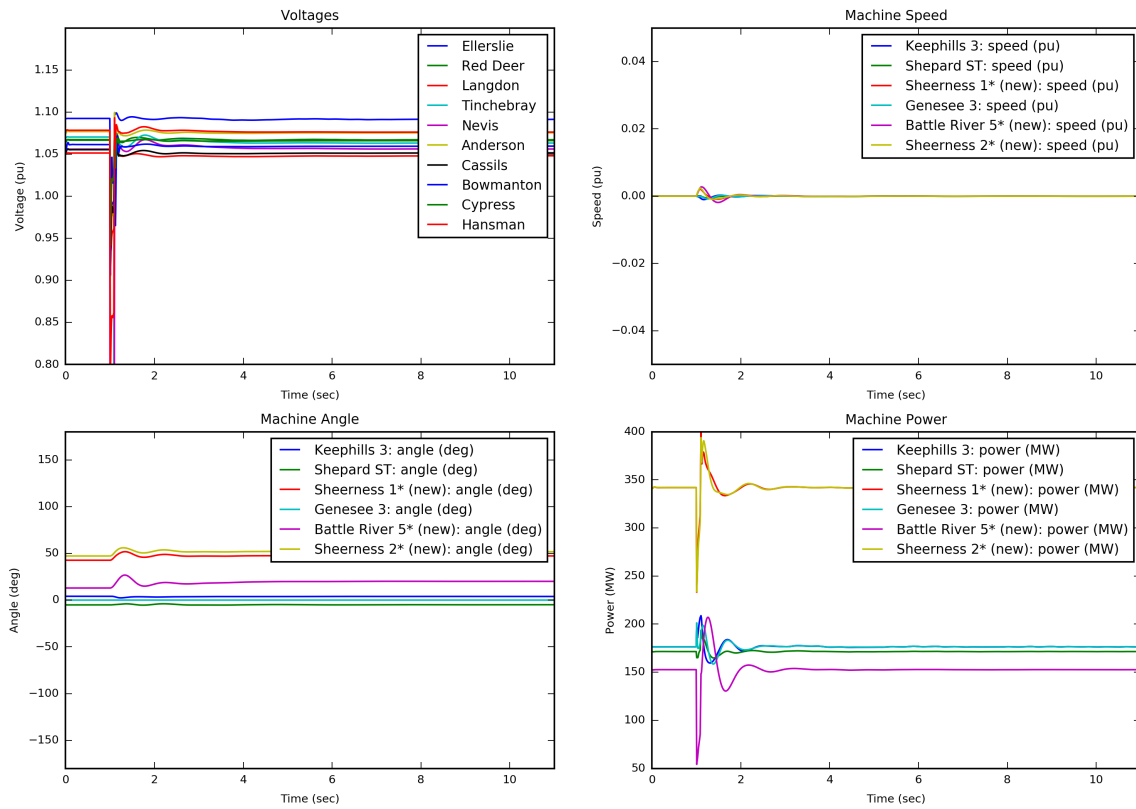 Voltages
1.15
1.10
1.05
1.00
0.95
0.90
0.85
0.80
Voltage (pu)
0 2 4 6 8 10
Time (sec)
Ellerslie
Red Deer
Langdon
Tinchebray
Nevis
Anderson
Cassils
Bowmanton
Cypress
Hansman
Machine Speed
0.04
0.02
0.00
−0.02
−0.04
Speed (pu)
0 2 4 6 8 10
Time (sec)
Keephills 3: speed (pu)
Shepard ST: speed (pu)
Sheerness 1* (new): speed (pu)
Genesee 3: speed (pu)
Battle River 5* (new): speed (pu)
Sheerness 2* (new): speed (pu)
Machine Angle
150
100
50
0
−50
−100
−150
Angle (deg)
0 2 4 6 8 10
Time (sec)
Keephills 3: angle (deg)
Shepard ST: angle (deg)
Sheerness 1* (new): angle (deg)
Genesee 3: angle (deg)
Battle River 5* (new): angle (deg)
Sheerness 2* (new): angle (deg)
Machine Power
400
350
300
250
200
150
100
50
Power (MW)
0 2 4 6 8 10
Time (sec)
Keephills 3: power (MW)
Shepard ST: power (MW)
Sheerness 1* (new): power (MW)
Genesee 3: power (MW)
Battle River 5* (new): power (MW)
Sheerness 2* (new): power (MW)